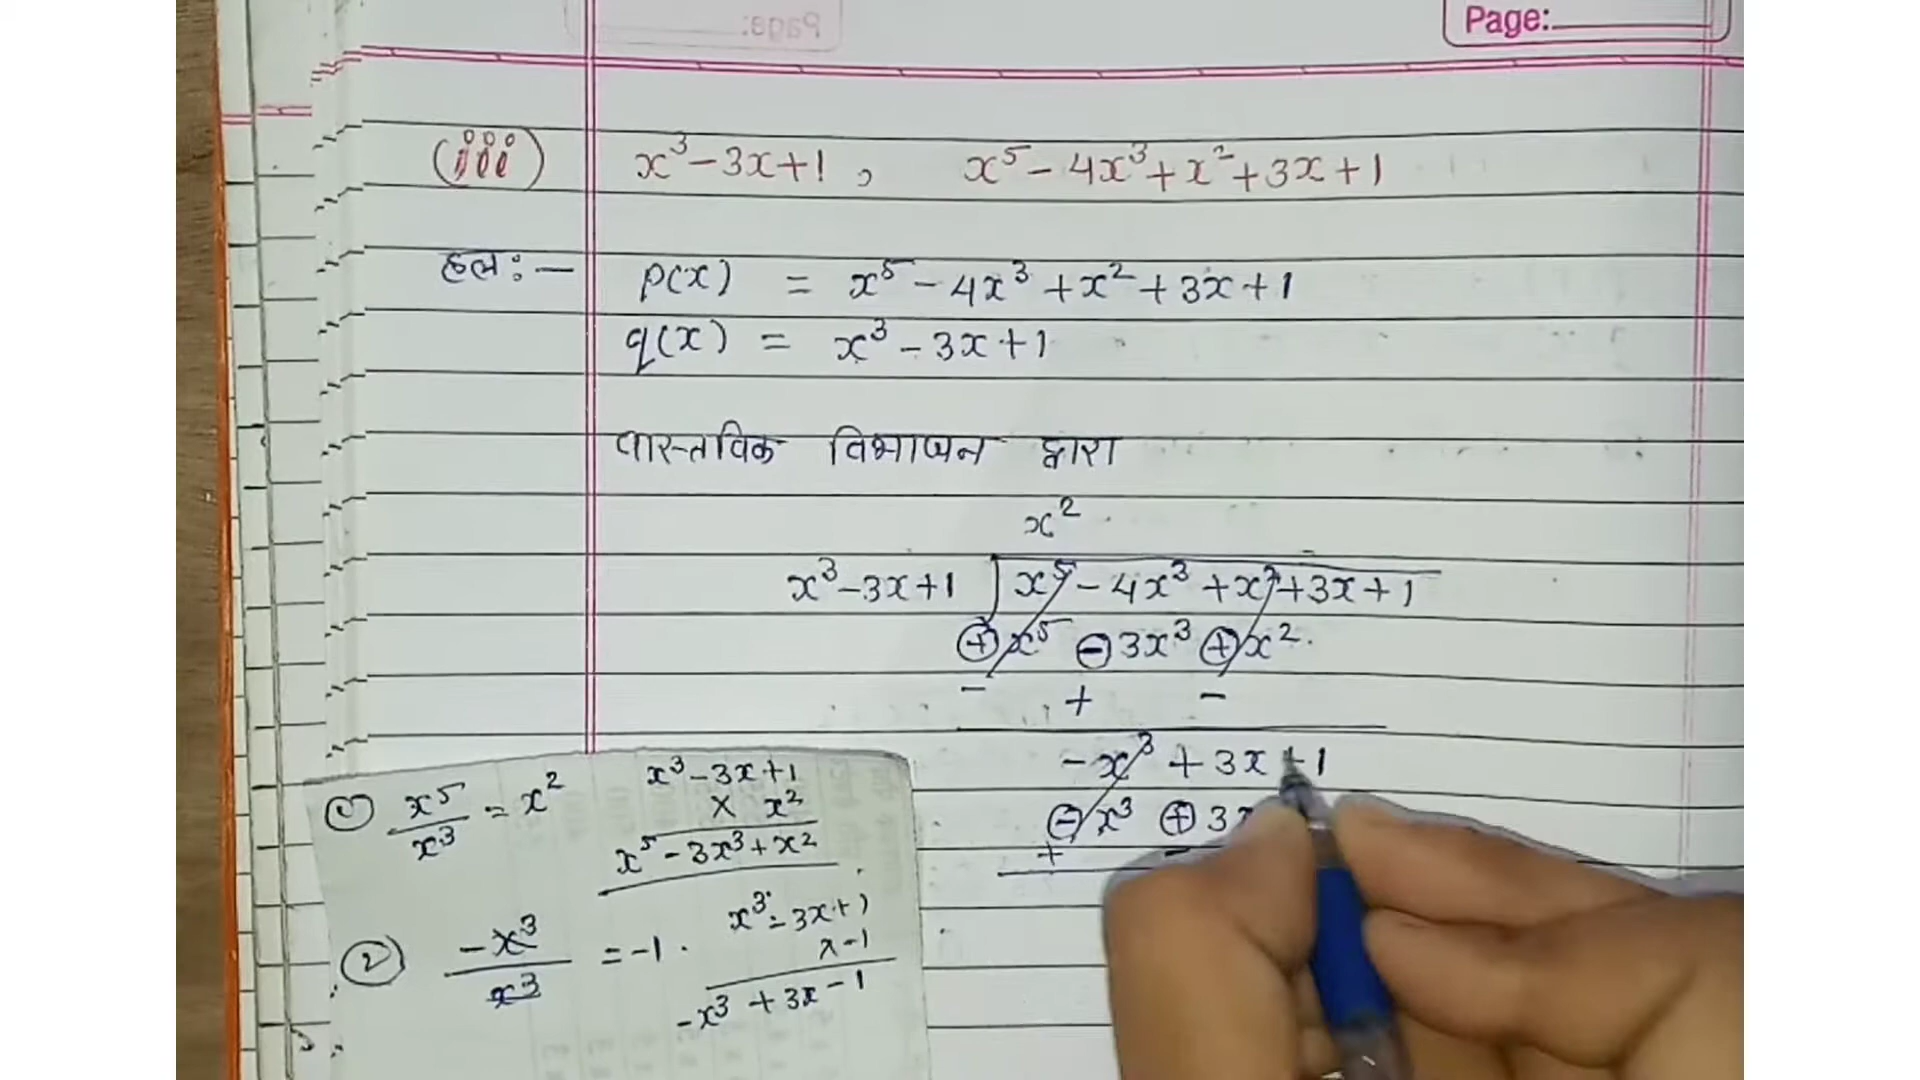 Page:
(iii) x³-3x+1, x⁵-4x³+x²+3x+1
हल:- p(x) = x⁵-4x³+x²+3x+1
q(x) = x³-3x+1
वास्तविक विभाजन द्वारा
x²
x³-3x+1 ) x⁵-4x³+x²+3x+1
⊕x⁵ ⊖3x³ ⊕x²
- + -
-x³+3x+1
⊖x³ ⊕3x
+ -
① x⁵/x³ = x²
x³-3x+1
× x²
x⁵-3x³+x²
② -x³/x³ = -1
x³-3x+1
x-1
-x³+3x-1